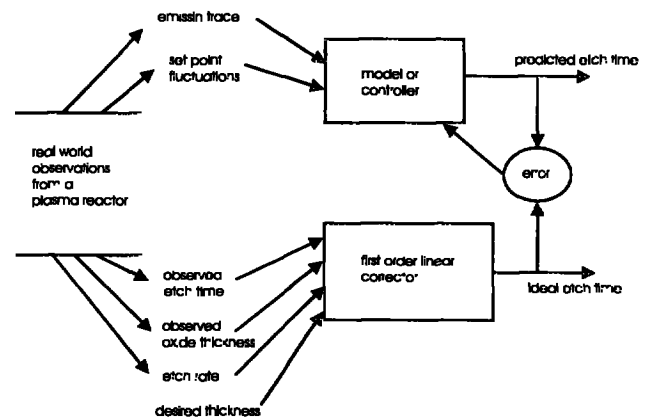 emissin trace
set point
fluctuations
model or
controller
predicted etch time
real world
observations
from a
plasma reactor
error
observed
etch time
first order linear
corrector
ideal etch time
observed
oxide thickness
etch rate
desired thickness